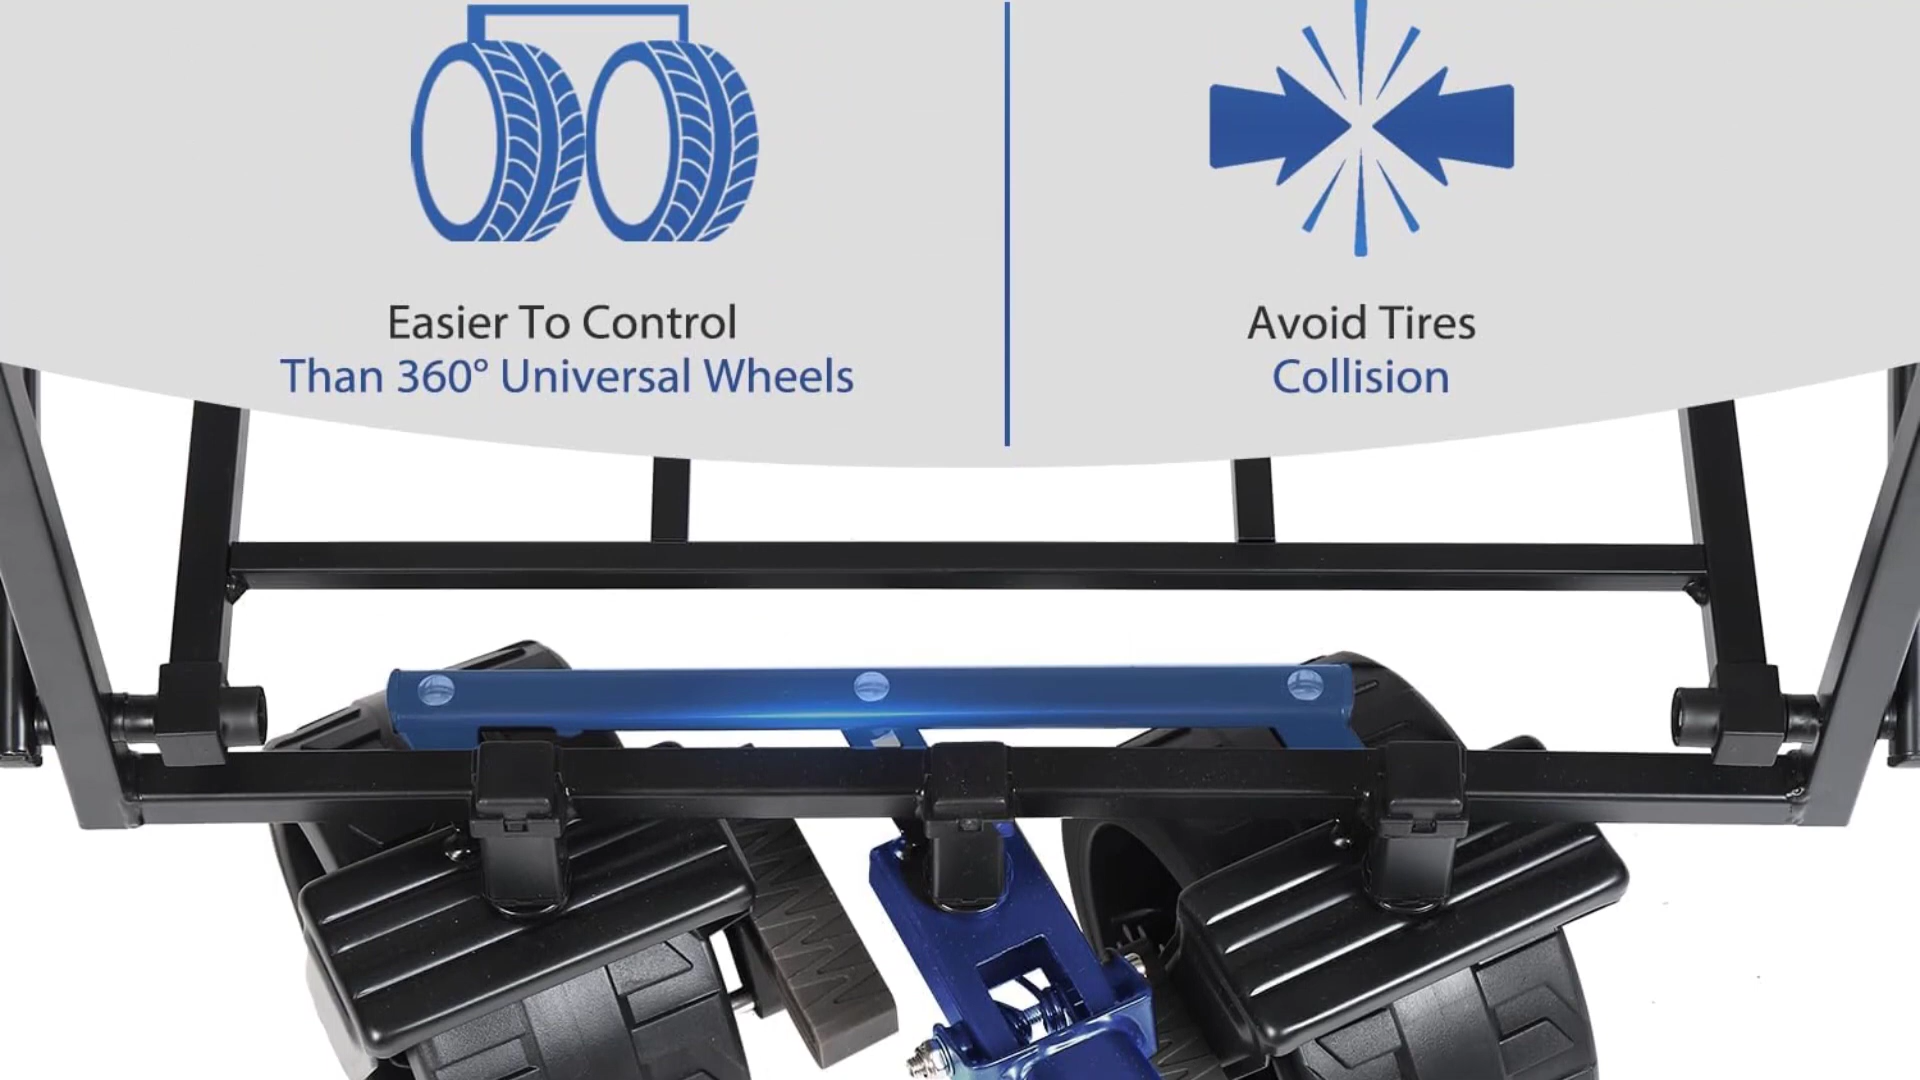 Easier To Control
Than 360° Universal Wheels
Avoid Tires
Collision